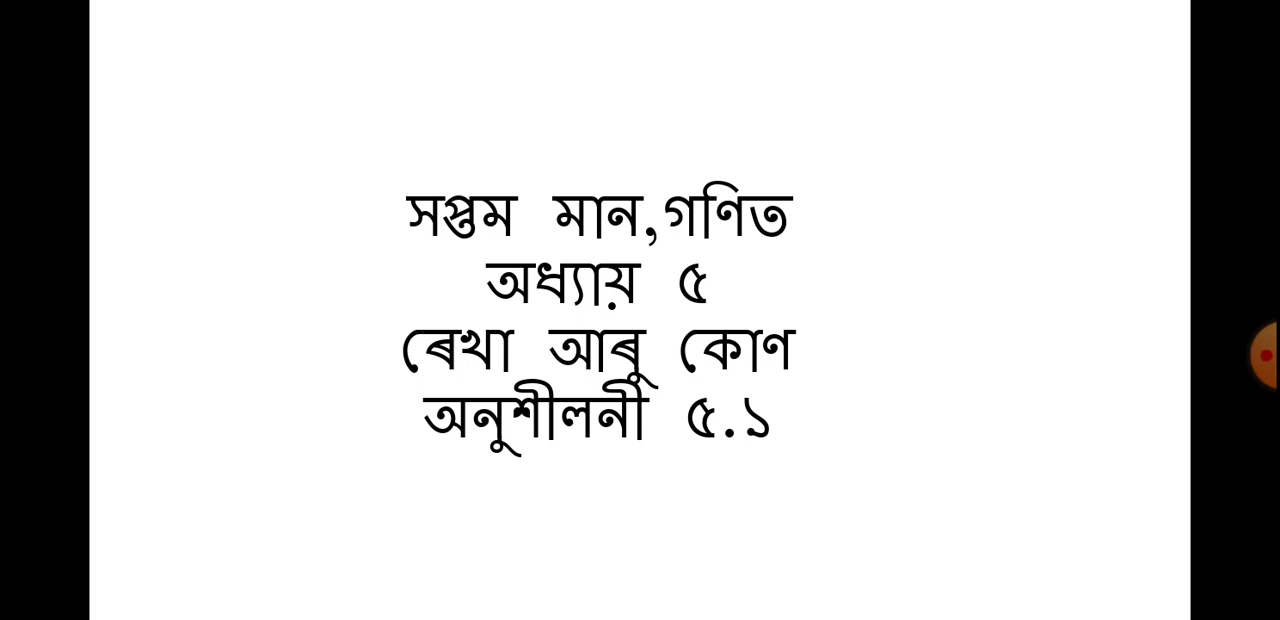 সপ্তম মান,গণিত
অধ্যায় ৫
ৰেখা আৰু কোণ
অনুশীলনী ৫.১